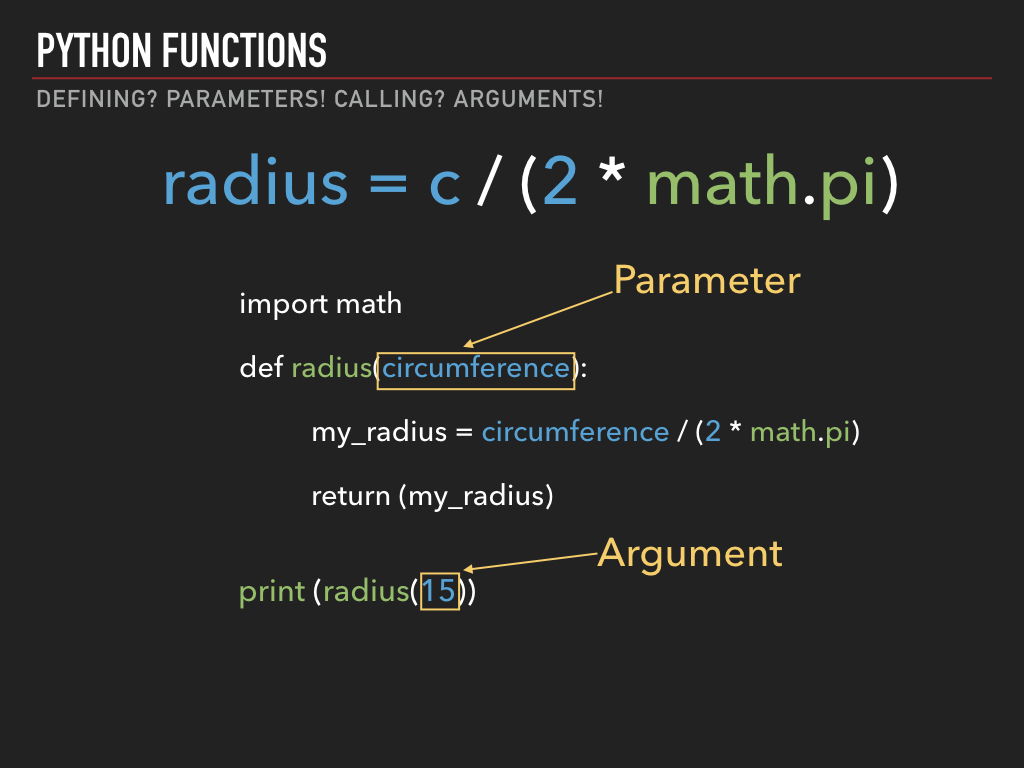 PYTHON FUNCTIONS
DEFINING? PARAMETERS! CALLING? ARGUMENTS!
radius = c / (2 * math.pi)
Parameter
import math
def radius(circumference):
my_radius = circumference / (2 * math.pi)
return (my_radius)
Argument
print (radius(15))